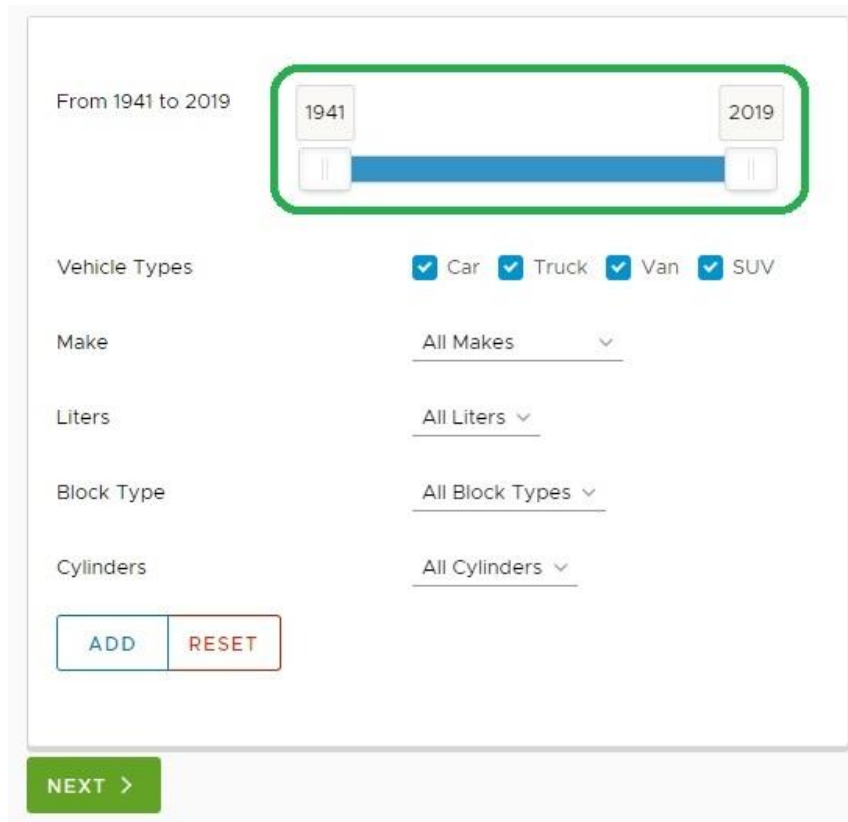 From 1941 to 2019
1941
2019
Vehicle Types
Car Truck Van SUV
Make
All Makes
Liters
All Liters
Block Type
All Block Types
Cylinders
All Cylinders
ADD RESET
NEXT